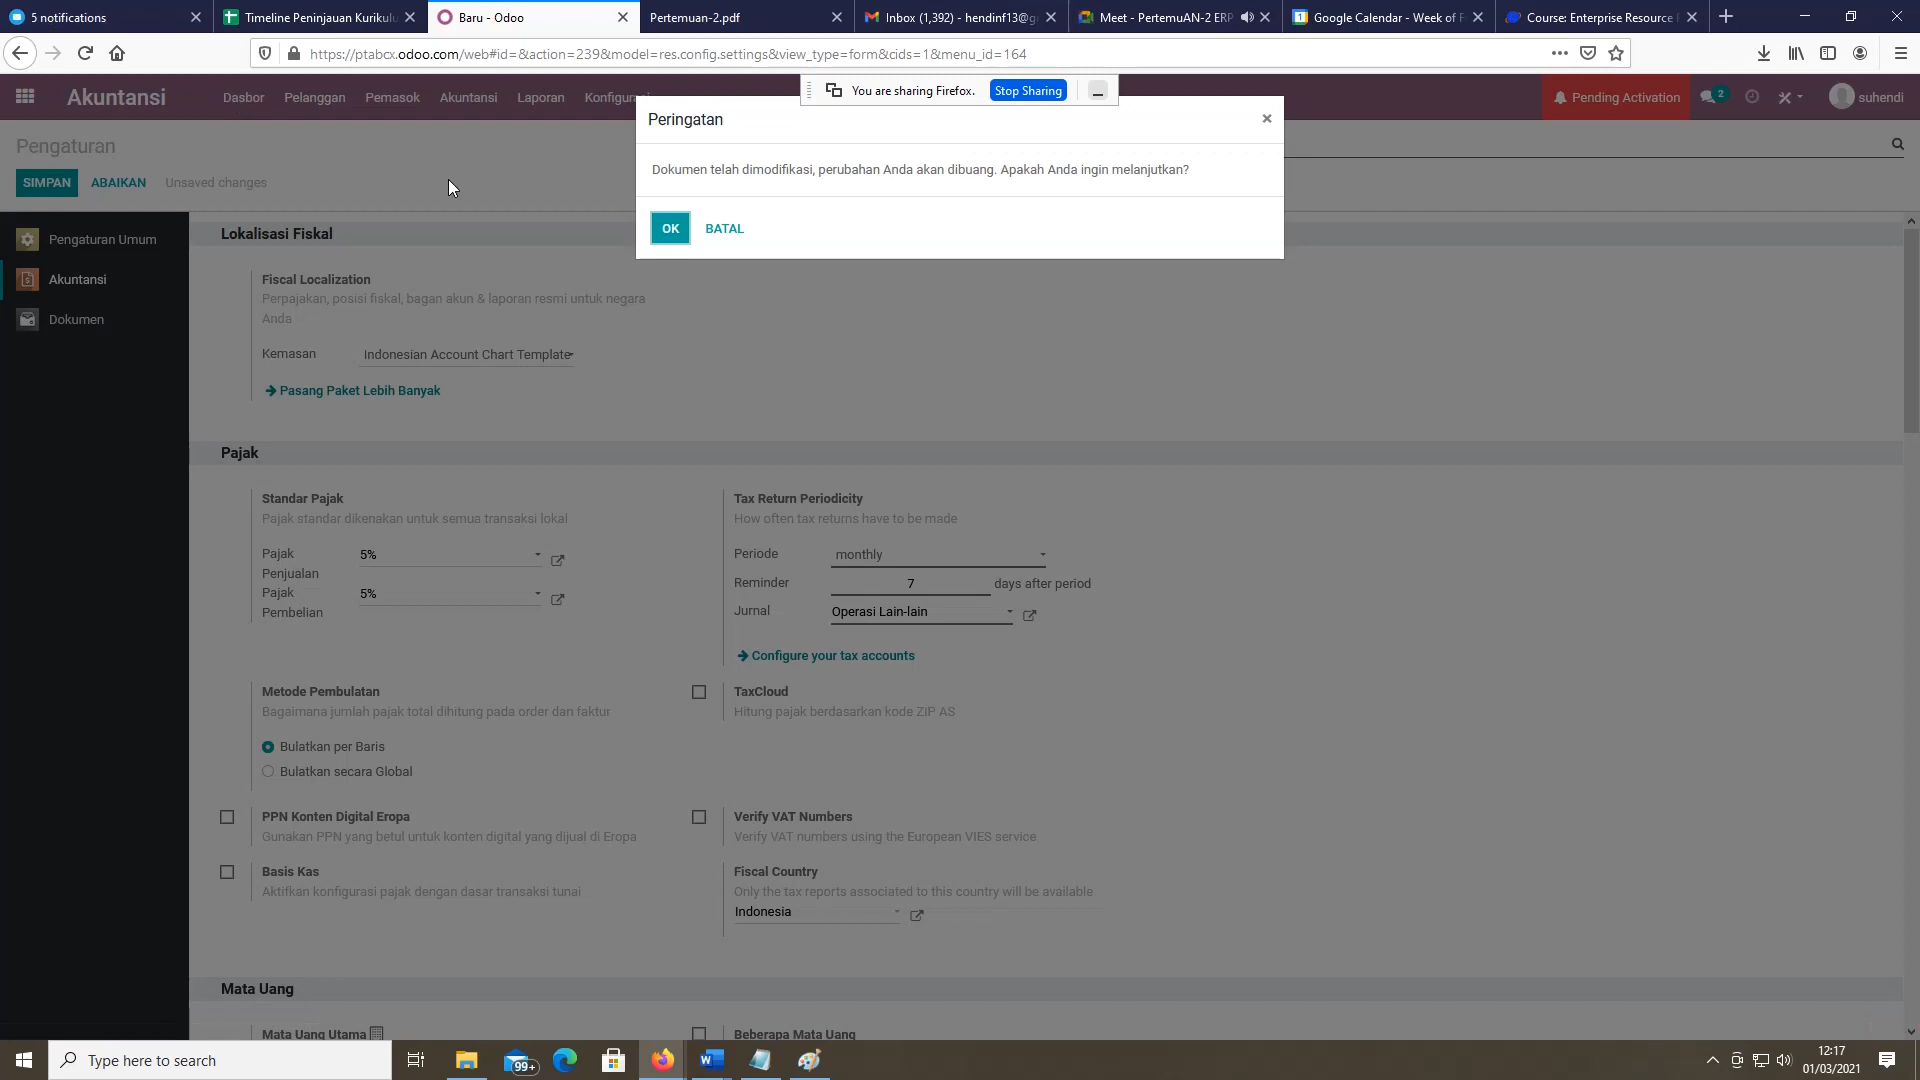 5 notifications
Timeline Peninjauan Kurikulu
Baru - Odoo
Pertemuan-2.pdf
Inbox (1,392) - hendinf13@g
Meet - PertemuAN-2 ERP
Google Calendar - Week of F
Course: Enterprise Resource P
https://ptabcx.odoo.com/web#id=&action=239&model=res.config.settings&view_type=form&cids=1&menu_id=164
You are sharing Firefox.
Stop Sharing
Akuntansi
Dasbor
Pelanggan
Pemasok
Akuntansi
Laporan
Pending Activation
2
suhendi
Peringatan
Dokumen telah dimodifikasi, perubahan Anda akan dibuang. Apakah Anda ingin melanjutkan?
OK
BATAL
Pengaturan
SIMPAN
ABAIKAN
Unsaved changes
Pengaturan Umum
Akuntansi
Dokumen
Lokalisasi Fiskal
Fiscal Localization
Perpajakan, posisi fiskal, bagan akun & laporan resmi untuk negara
Anda
Kemasan
Indonesian Account Chart Template
Pasang Paket Lebih Banyak
Pajak
Standar Pajak
Pajak standar dikenakan untuk semua transaksi lokal
Pajak
Penjualan
5%
Pajak
Pembelian
5%
Tax Return Periodicity
How often tax returns have to be made
Periode
monthly
Reminder
7
days after period
Jurnal
Operasi Lain-lain
Configure your tax accounts
Metode Pembulatan
Bagaimana jumlah pajak total dihitung pada order dan faktur
Bulatkan per Baris
Bulatkan secara Global
TaxCloud
Hitung pajak berdasarkan kode ZIP AS
PPN Konten Digital Eropa
Gunakan PPN yang betul untuk konten digital yang dijual di Eropa
Verify VAT Numbers
Verify VAT numbers using the European VIES service
Basis Kas
Aktifkan konfigurasi pajak dengan dasar transaksi tunai
Fiscal Country
Only the tax reports associated to this country will be available
Indonesia
Mata Uang
Mata Uang Utama
Beberapa Mata Uang
Type here to search
99+
12:17
01/03/2021